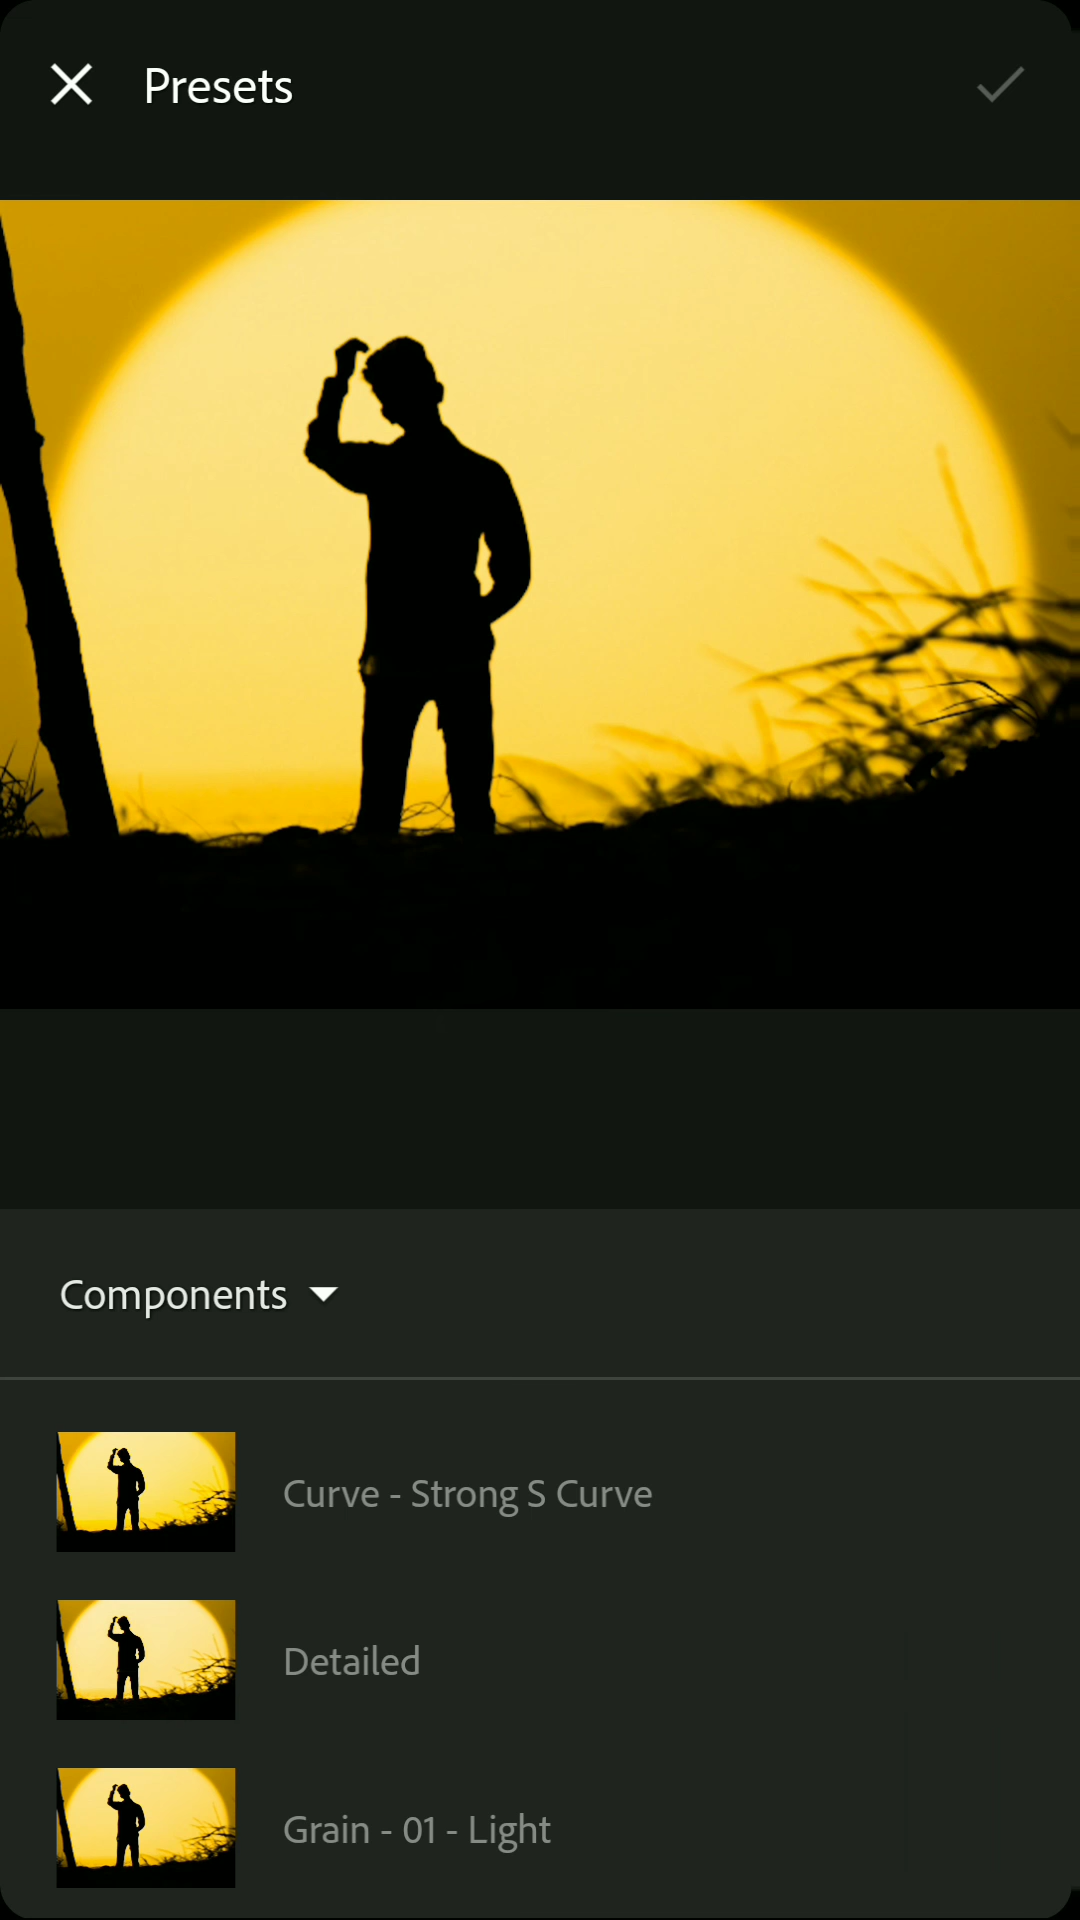 Presets
Components
Curve - Strong S Curve
Detailed
Grain - 01 - Light